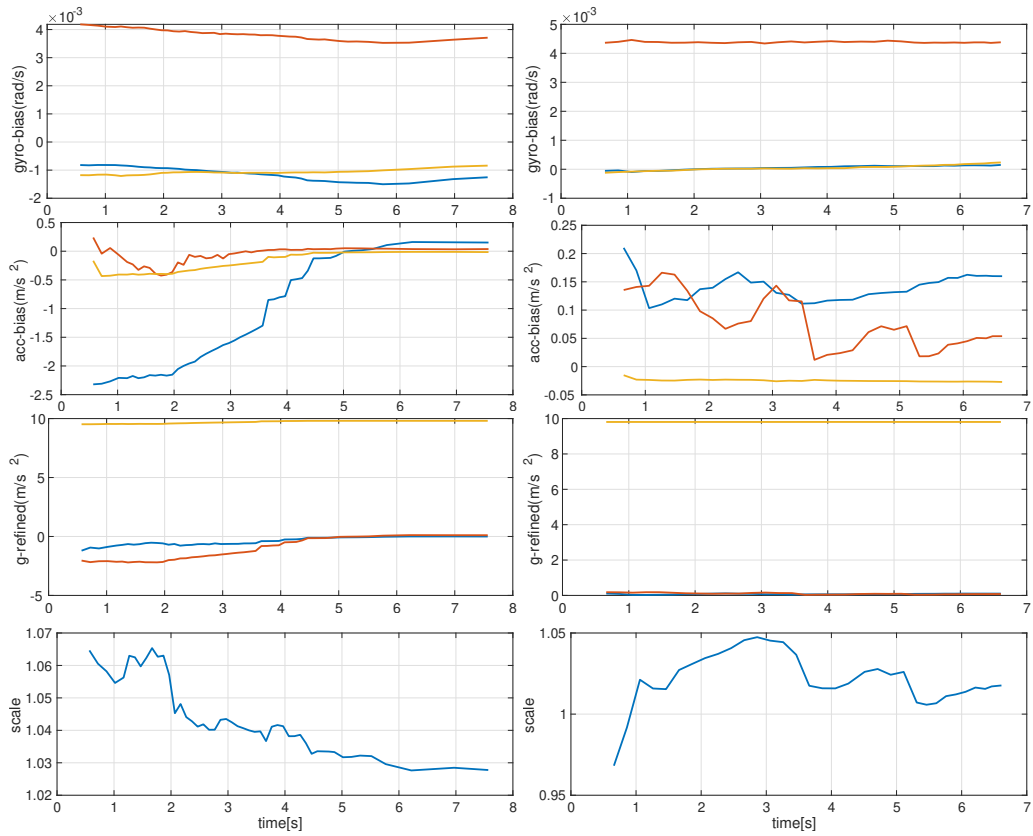 ×10-3
4
3
2
1
0
-1
-2
gyro-bias(rad/s)
0 1 2 3 4 5 6 7 8
×10-3
5
4
3
2
1
0
-1
gyro-bias(rad/s)
0 1 2 3 4 5 6 7
0.5
0
-0.5
-1
-1.5
-2
-2.5
acc-bias(m/s 2)
0 1 2 3 4 5 6 7 8
0.25
0.2
0.15
0.1
0.05
0
-0.05
acc-bias(m/s 2)
0 1 2 3 4 5 6 7
10
5
0
-5
g-refined(m/s 2)
0 1 2 3 4 5 6 7 8
10
8
6
4
2
0
g-refined(m/s 2)
0 1 2 3 4 5 6 7
1.07
1.06
1.05
1.04
1.03
1.02
scale
0 1 2 3 4 5 6 7 8
time[s]
1.05
1
0.95
scale
0 1 2 3 4 5 6 7
time[s]